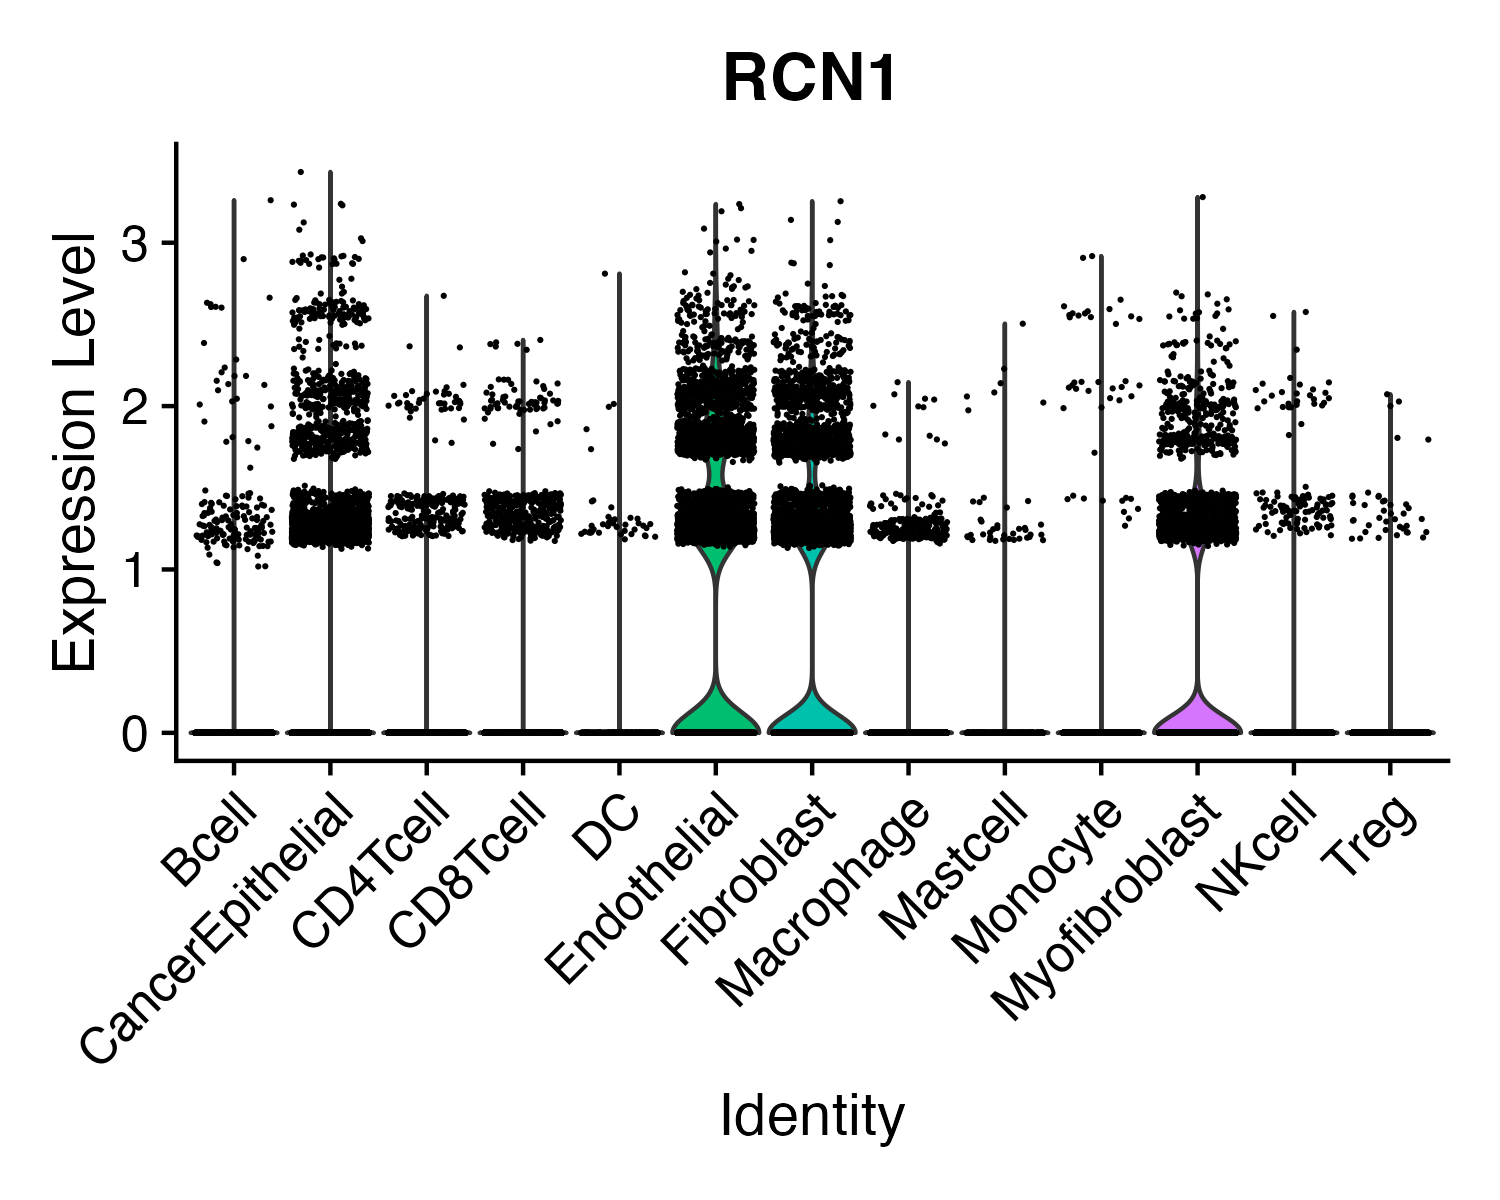 RCN1
Expression Level
3
2
1
0
Bcell
CancerEpithelial
CD4Tcell
CD8Tcell
DC
Endothelial
Fibroblast
Macrophage
Mastcell
Monocyte
Myofibroblast
NKcell
Treg
Identity